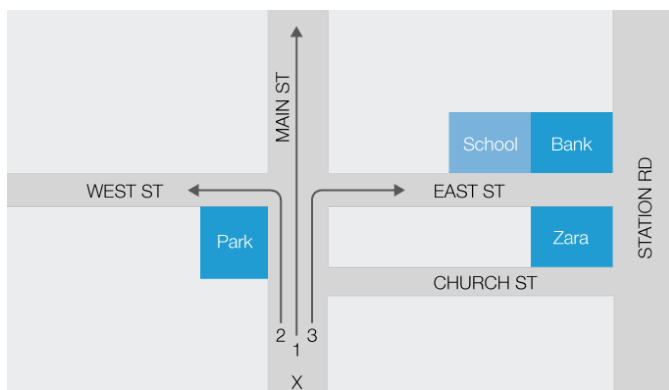 MAIN ST
School
Bank
WEST ST
EAST ST
STATION RD
Park
Zara
CHURCH ST
2
3
1
X